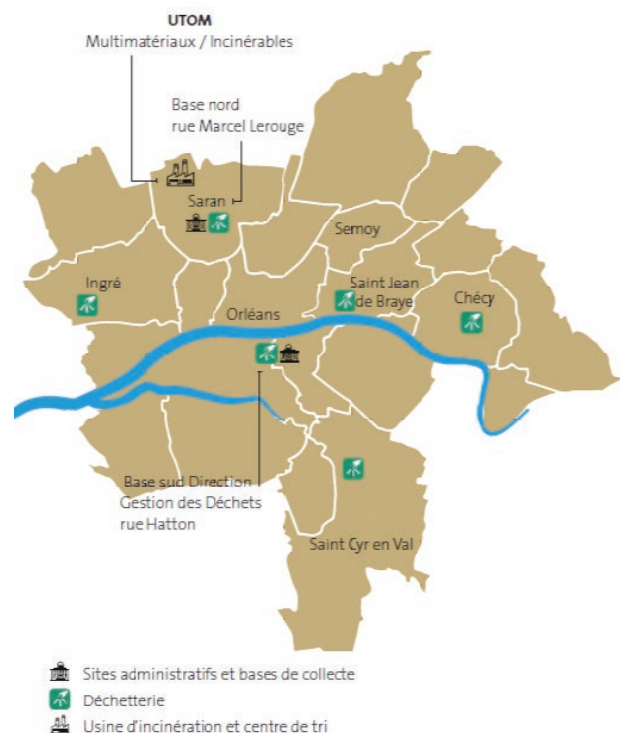 UTOM
Multimatériaux / Incinérables
Base nord
rue Marcel Lerouge
Saran
Semoy
Ingré
Saint Jean
de Braye
Chécy
Orléans
Base sud Direction
Gestion des Déchets
rue Hatton
Saint Cyr en Val
Sites administratifs et bases de collecte
Déchetterie
Usine d'incinération et centre de tri